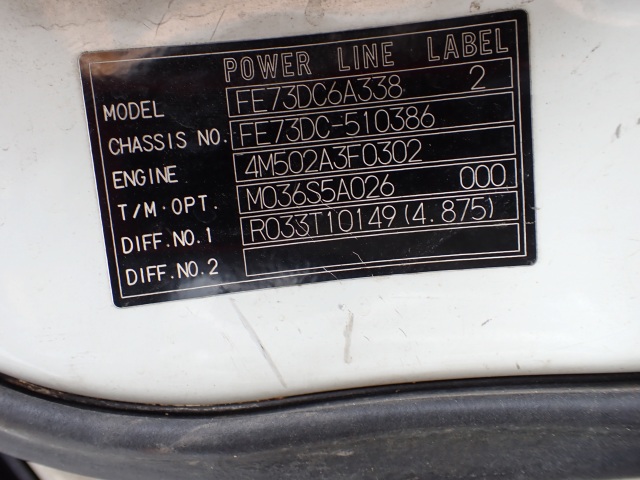 POWER LINE LABEL
MODEL FE73DC6A338 2
CHASSIS NO. FE73DC-510386
ENGINE 4M502A3F0302
T/M·OPT. M036S5A026 000
DIFF.NO.1 R033T10149(4.875)
DIFF.NO.2